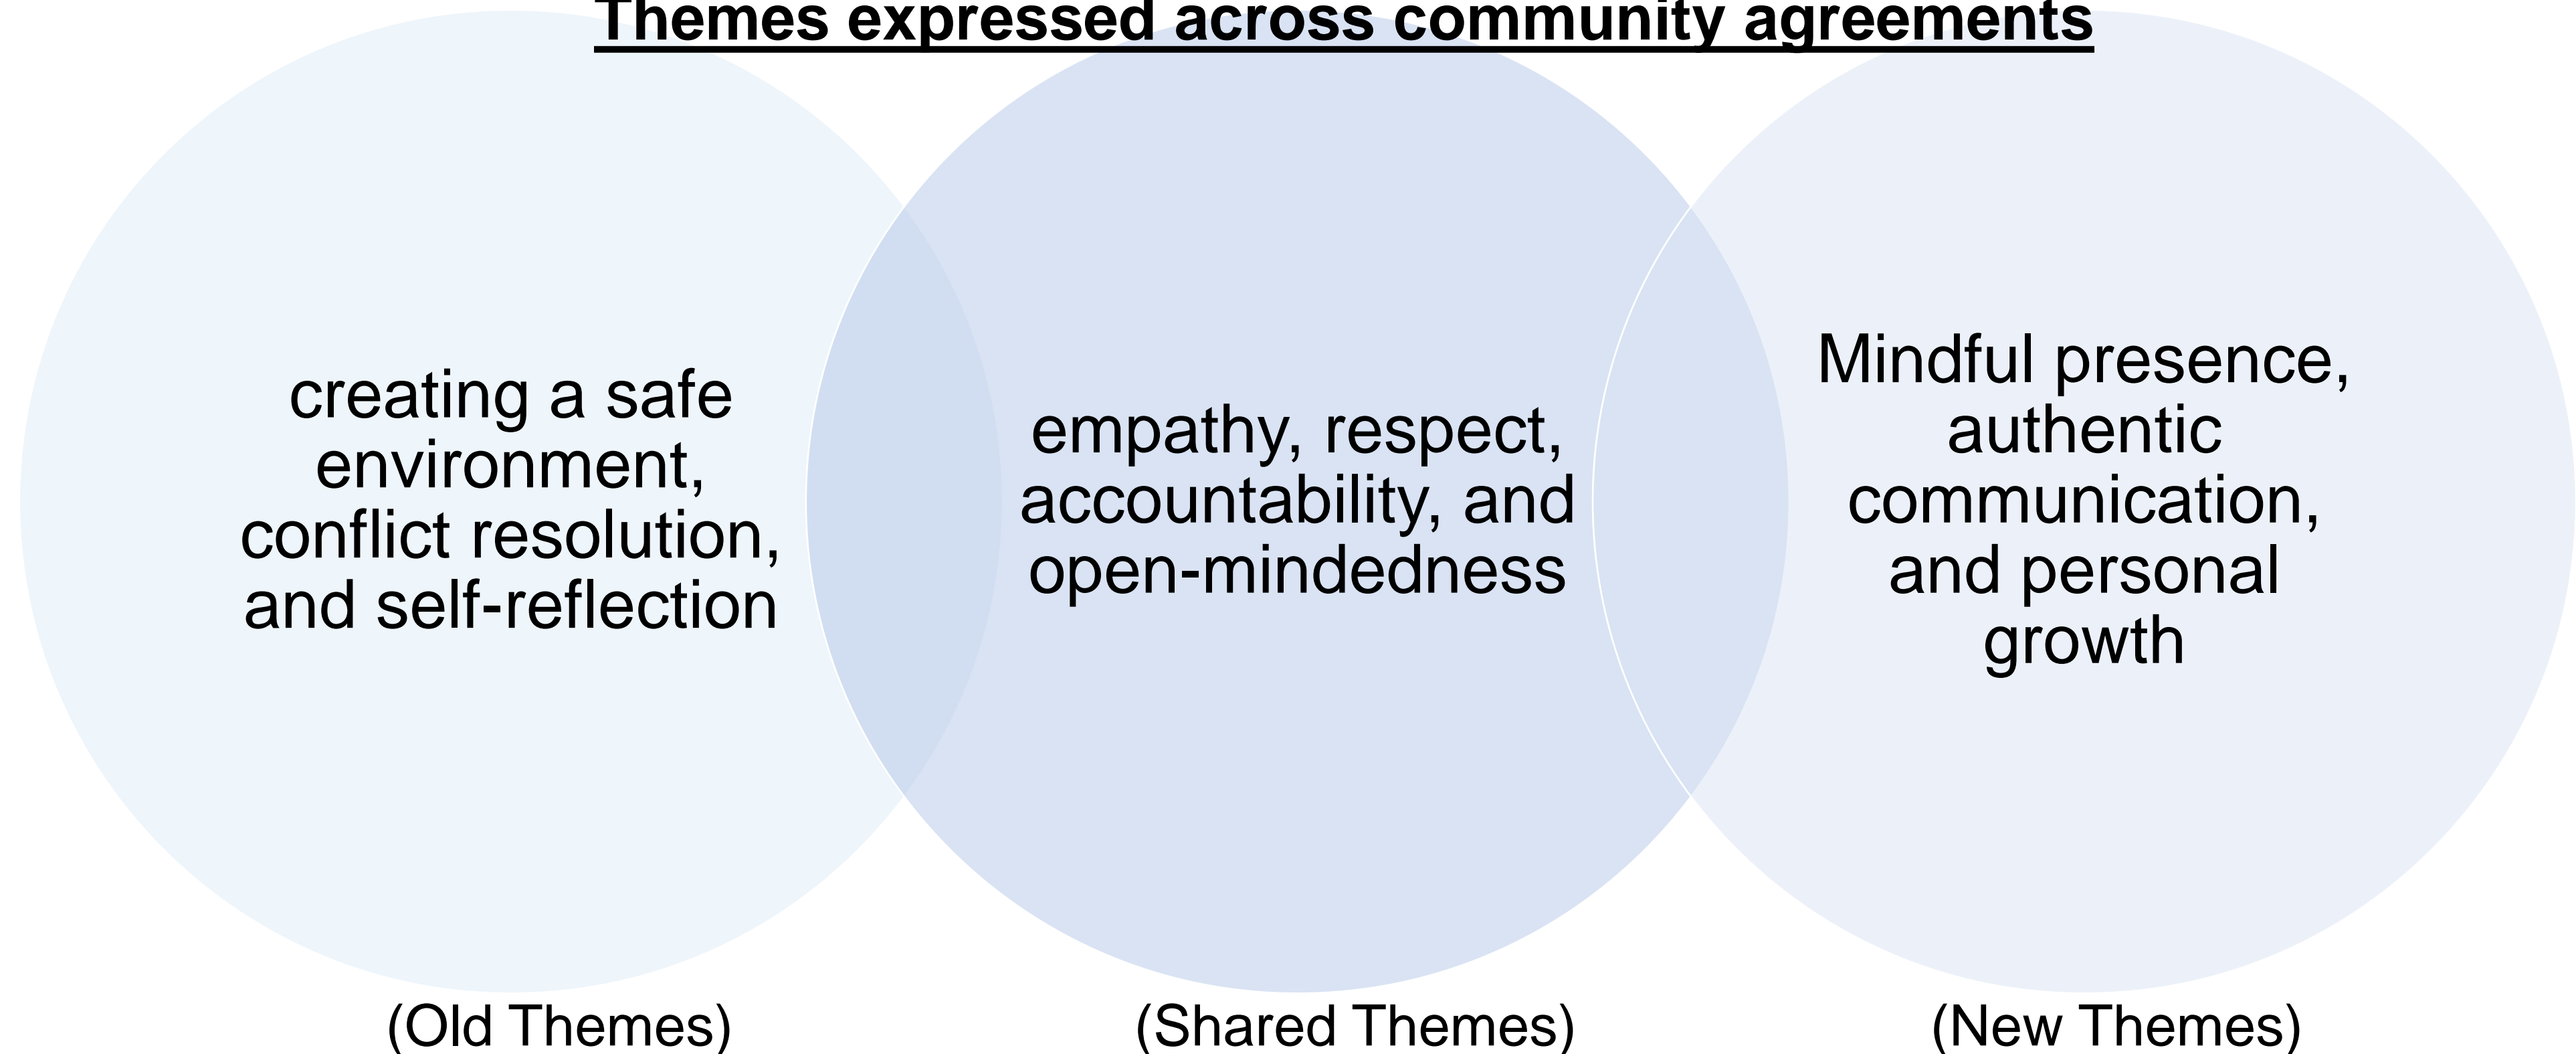 Themes expressed across community agreements
creating a safe
environment,
conflict resolution,
and self-reflection
empathy, respect,
accountability, and
open-mindedness
Mindful presence,
authentic
communication,
and personal
growth
(Old Themes)
(Shared Themes)
(New Themes)